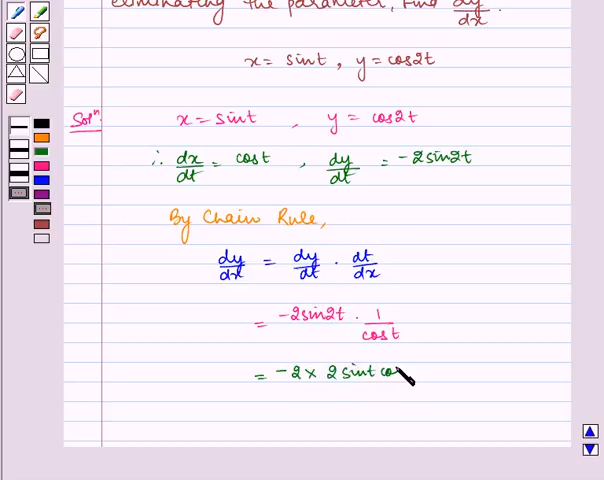 eliminating the parameter, find dy/dx.
x = sint, y = cos2t
Solⁿ x = sint , y = cos2t
∴ dx/dt = cost , dy/dt = -2sin2t
By Chain Rule,
dy/dx = dy/dt · dt/dx
= -2sin2t · 1/cost
= -2 × 2 sint co